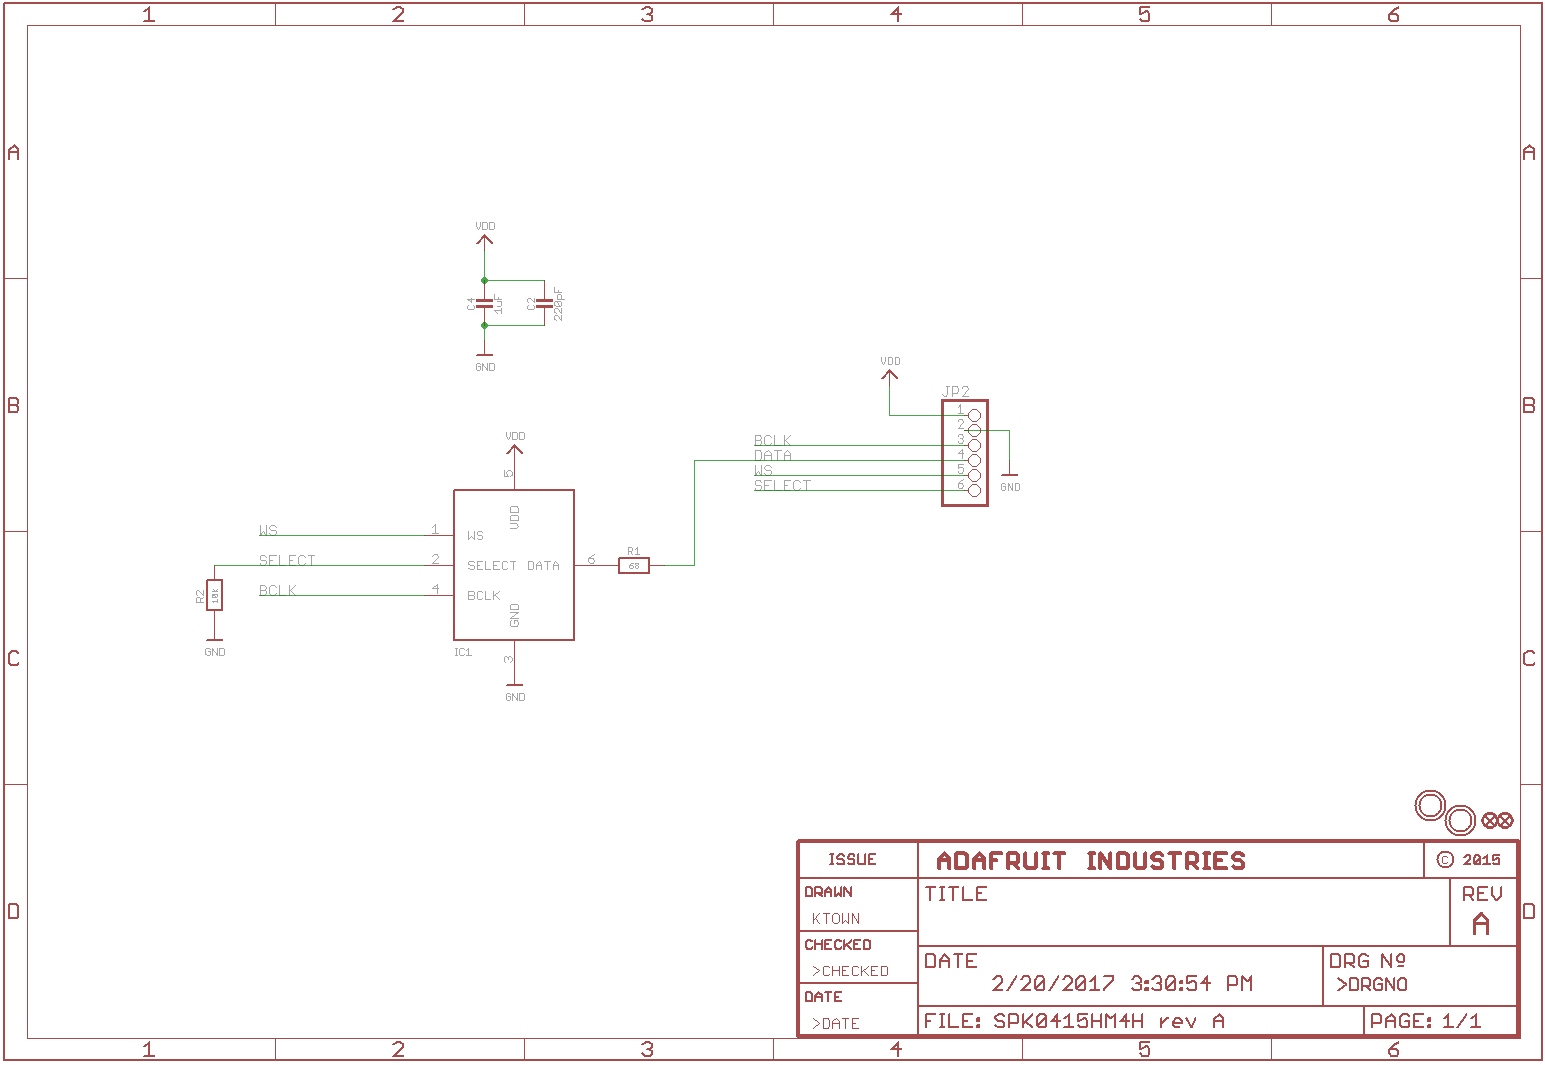 1 2 3 4 5 6
A A
VDD
C4 1uF C2 220pF
GND
VDD
B B
JP2
1
2
BCLK 3
DATA 4
WS 5
SELECT 6
GND
VDD
5
VDD
WS 1 WS
SELECT 2 SELECT DATA 6 R1 68
BCLK 4 BCLK
R2 10k
GND
GND
IC1 3
GND
C C
ISSUE ADAFRUIT INDUSTRIES © 2015
DRAWN TITLE REV
KTOWN A
D D
CHECKED
>CHECKED
DATE DRG Nº
2/20/2017 3:30:54 PM >DRGNO
DATE
>DATE
FILE: SPK0415HM4H rev A PAGE: 1/1
1 2 3 4 5 6